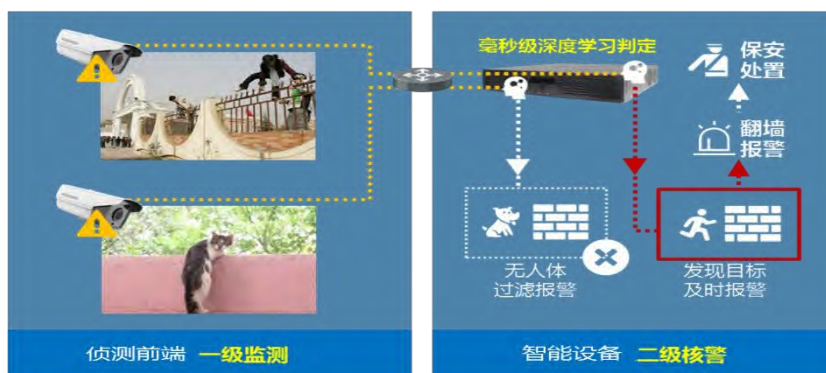 毫秒级深度学习判定
保安
处置
翻墙
报警
无人体
过滤报警
发现目标
及时报警
侦测前端 一级监测
智能设备 二级核警